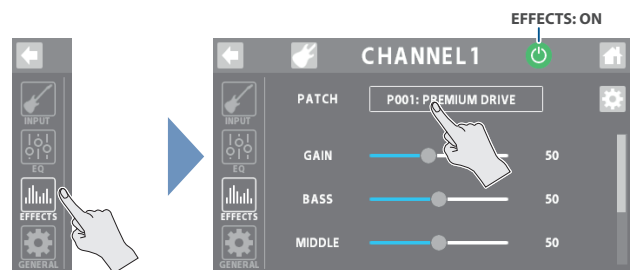 EFFECTS: ON
CHANNEL1
INPUT
EQ
EFFECTS
GENERAL
INPUT
EQ
EFFECTS
GENERAL
PATCH P001: PREMIUM DRIVE
GAIN 50
BASS 50
MIDDLE 50